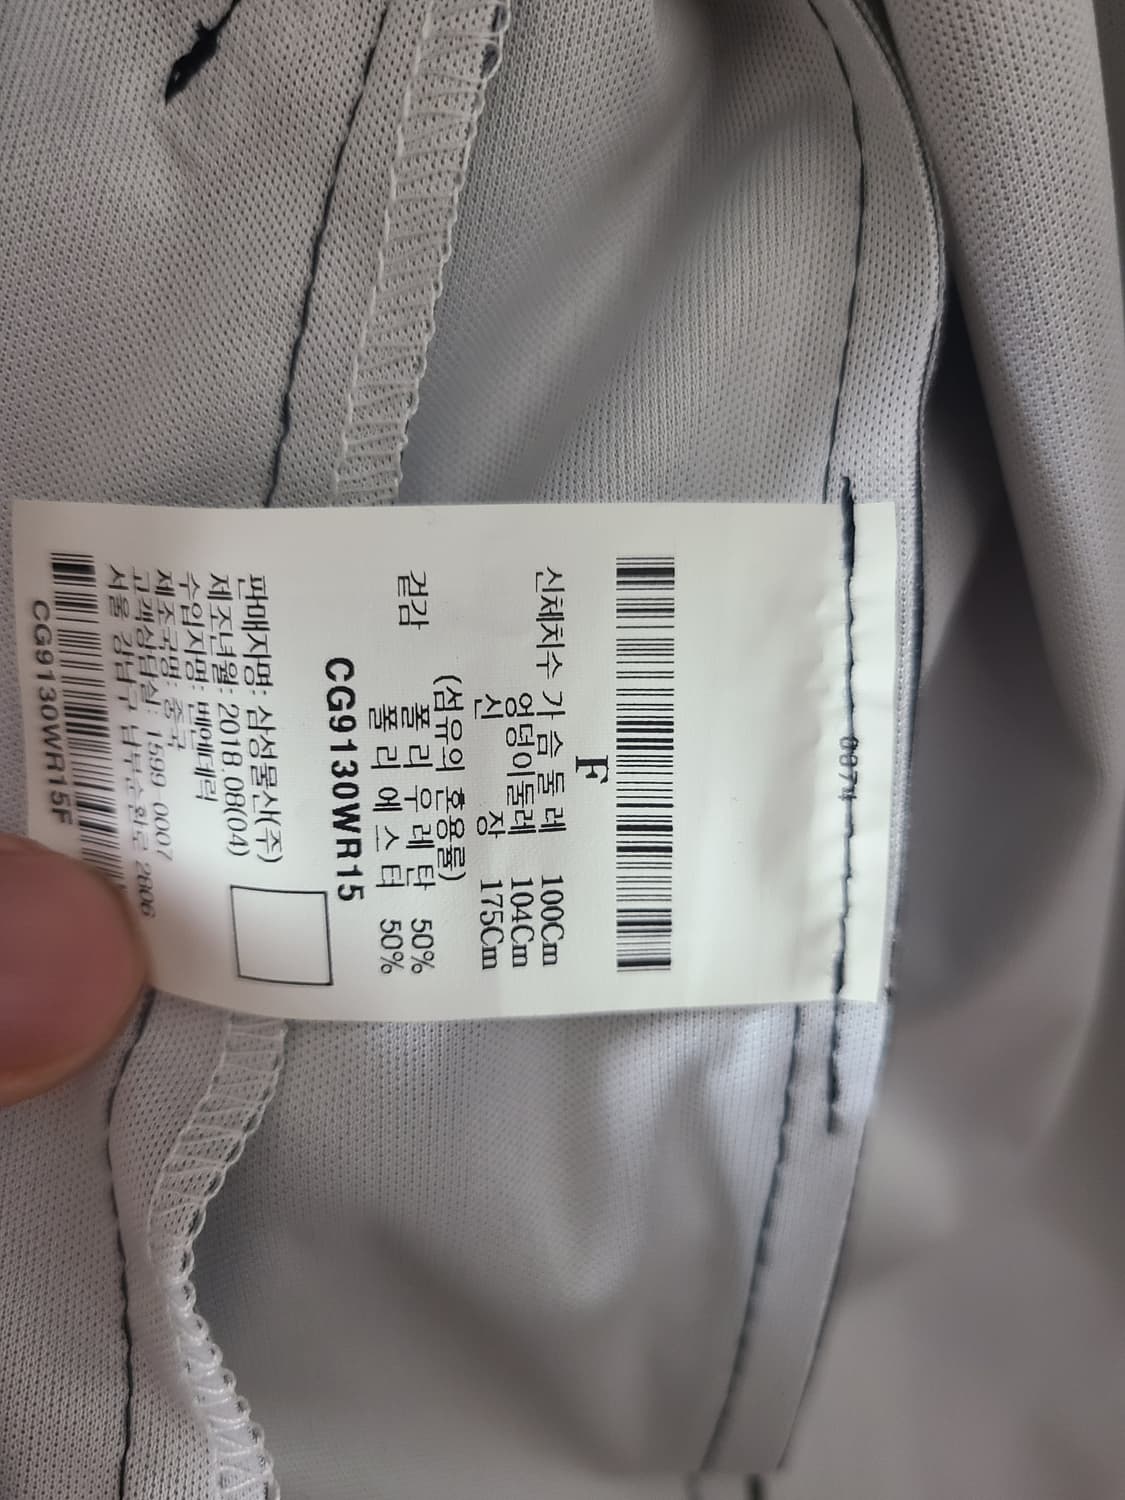 0074
F
신체치수 가 슴 둘 레 100Cm
엉덩이둘레 104Cm
신 장 175Cm
(섬유의 혼용률)
겉감 폴 리 우 레 탄 50%
폴 리 에 스 터 50%
CG9130WR15
판매자명: 삼성물산(주)
제조년월: 2018.08(04)
수입자명:
제조국명: 중국
고객상담실: 1599-0007
서울 강남구 남부순환로 2806
CG9130WR15F